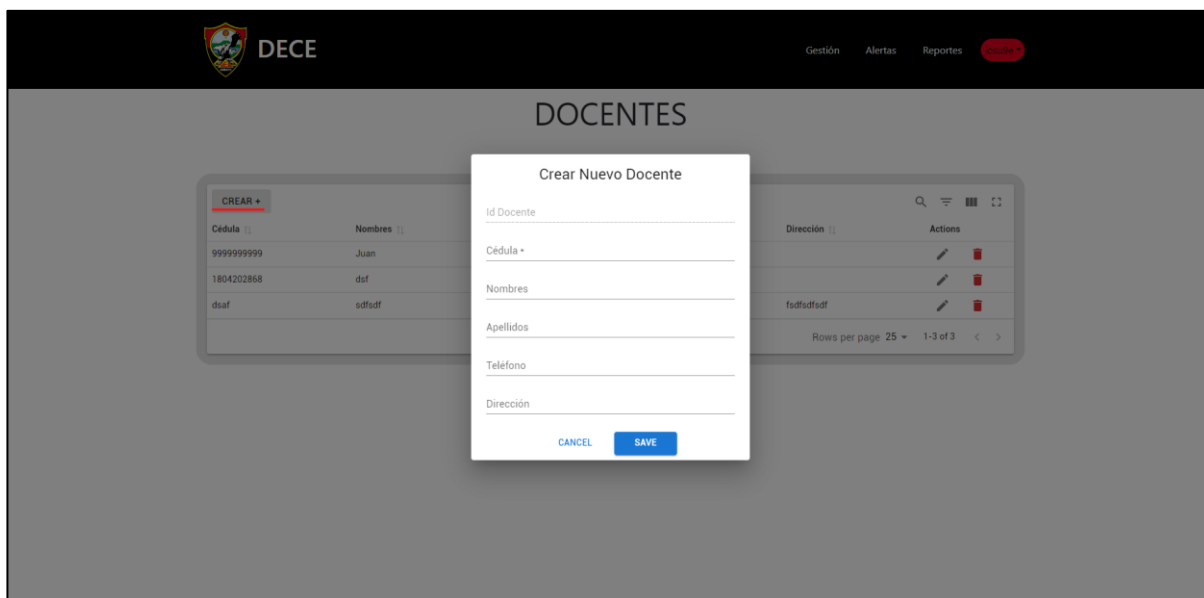 DECE
Gestión Alertas Reportes josuke
DOCENTES
Crear Nuevo Docente
CREAR +
Id Docente
Cédula Nombres Dirección Actions
Cédula *
9999999999 Juan
1804202868 dsf
Nombres
dsaf sdfsdf fsdfsdfsdf
Apellidos
Rows per page 25 1-3 of 3
Teléfono
Dirección
CANCEL SAVE